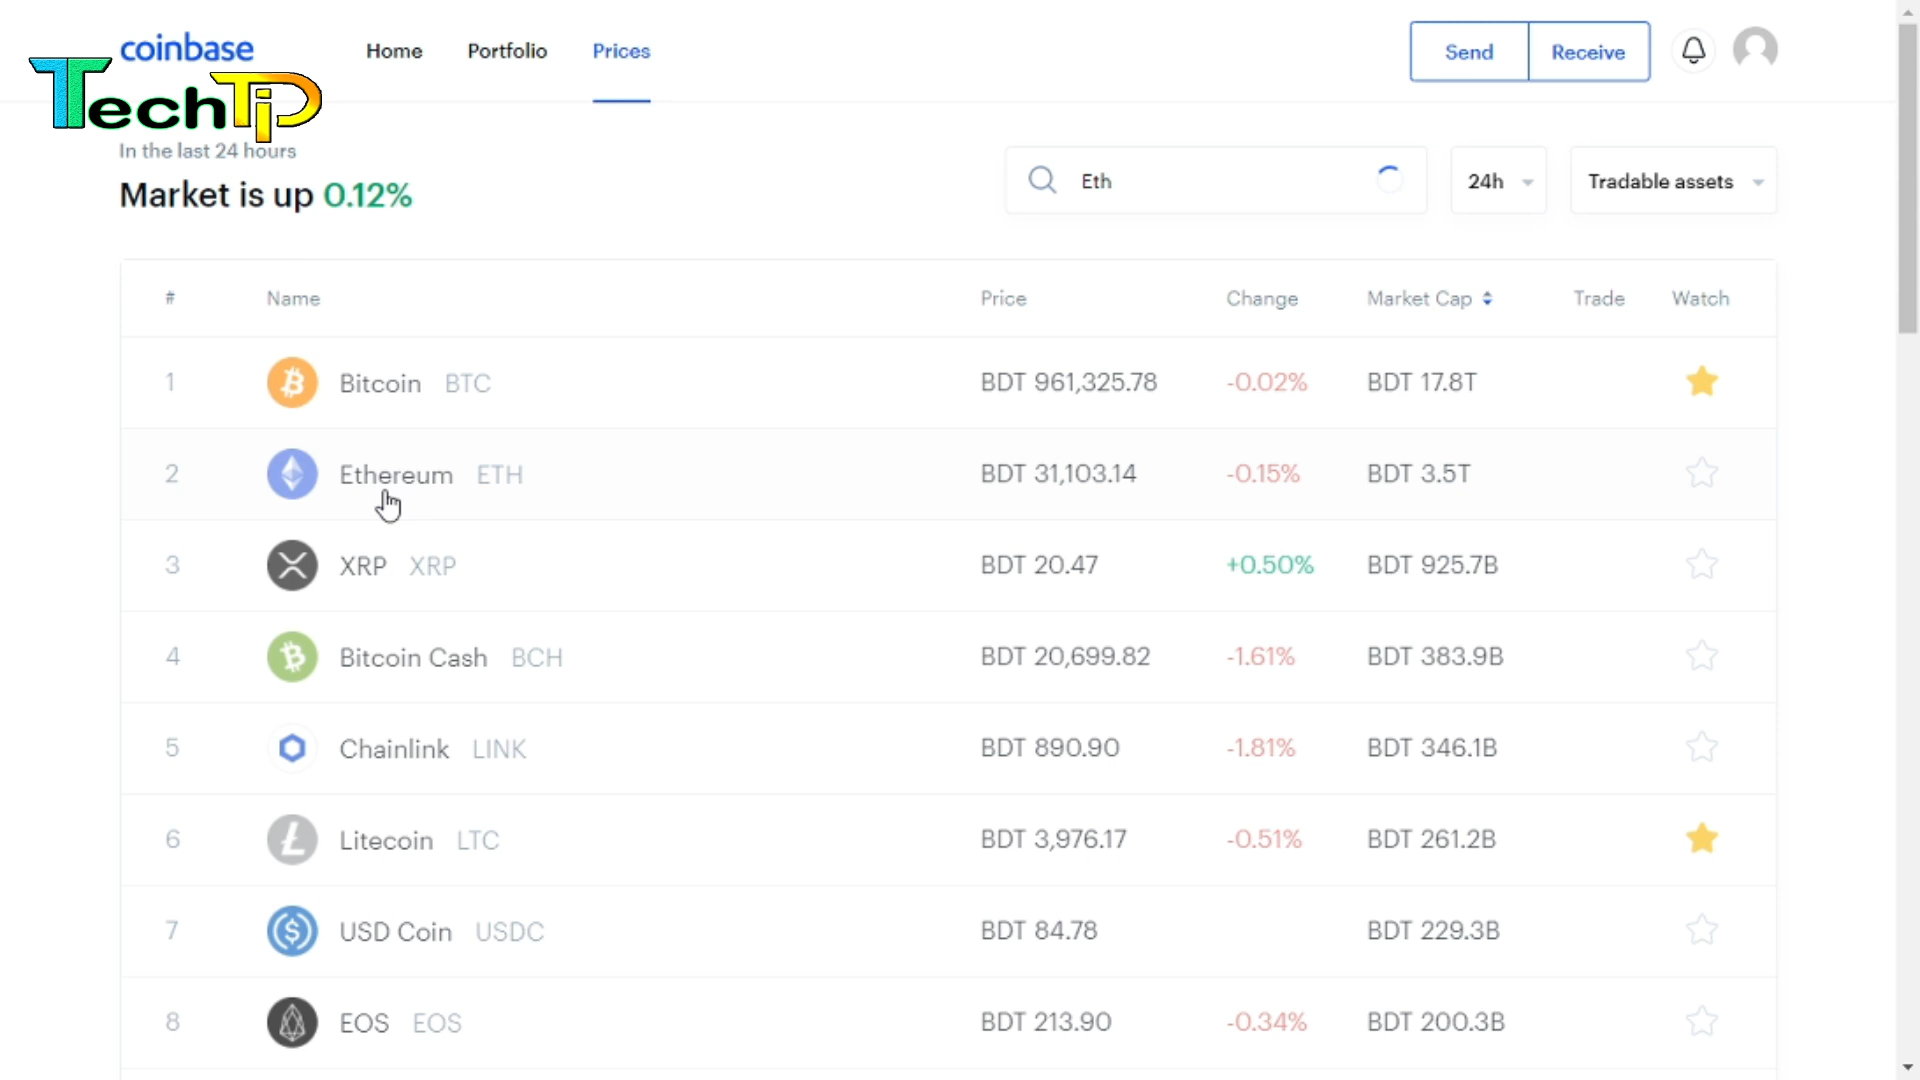 coinbase Home Portfolio Prices Send Receive
TechTip
In the last 24 hours
Market is up 0.12%
Eth 24h Tradable assets
# Name Price Change Market Cap Trade Watch
1 Bitcoin BTC BDT 961,325.78 -0.02% BDT 17.8T
2 Ethereum ETH BDT 31,103.14 -0.15% BDT 3.5T
3 XRP XRP BDT 20.47 +0.50% BDT 925.7B
4 Bitcoin Cash BCH BDT 20,699.82 -1.61% BDT 383.9B
5 Chainlink LINK BDT 890.90 -1.81% BDT 346.1B
6 Litecoin LTC BDT 3,976.17 -0.51% BDT 261.2B
7 USD Coin USDC BDT 84.78 BDT 229.3B
8 EOS EOS BDT 213.90 -0.34% BDT 200.3B